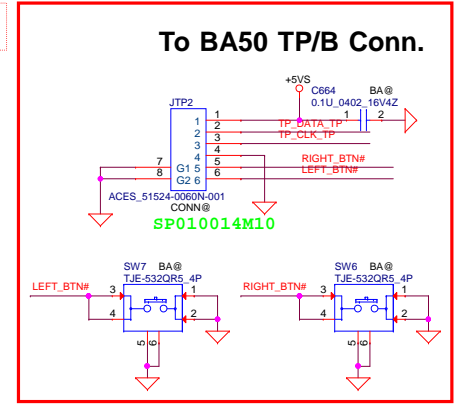 To BA50 TP/B Conn.
+5VS
C664 BA@
0.1U_0402_16V4Z
1 2
JTP2
1 1
2 2 TP_DATA_TP
3 3 TP_CLK_TP
4 4
7 G1 5 5 RIGHT_BTN#
8 G2 6 6 LEFT_BTN#
ACES_51524-0060N-001
CONN@
SP010014M10
SW7 BA@
TJE-532QR5_4P
LEFT_BTN# 3 1
4 2
5 6
SW6 BA@
TJE-532QR5_4P
RIGHT_BTN# 3 1
4 2
5 6